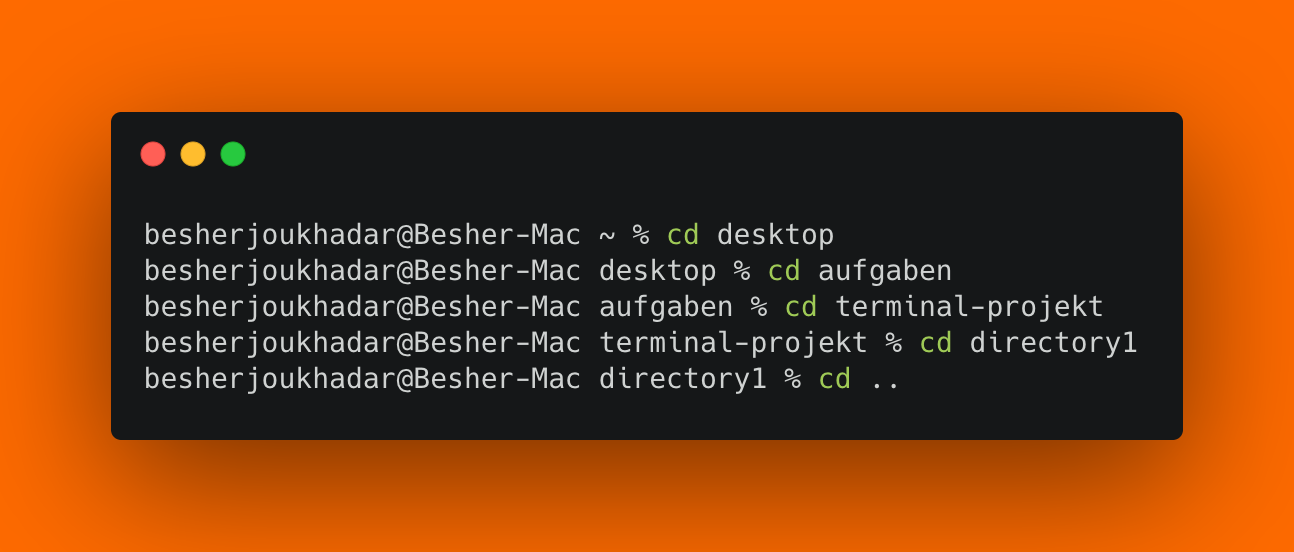 besherjoukhadar@Besher-Mac ~ % cd desktop
besherjoukhadar@Besher-Mac desktop % cd aufgaben
besherjoukhadar@Besher-Mac aufgaben % cd terminal-projekt
besherjoukhadar@Besher-Mac terminal-projekt % cd directory1
besherjoukhadar@Besher-Mac directory1 % cd ..